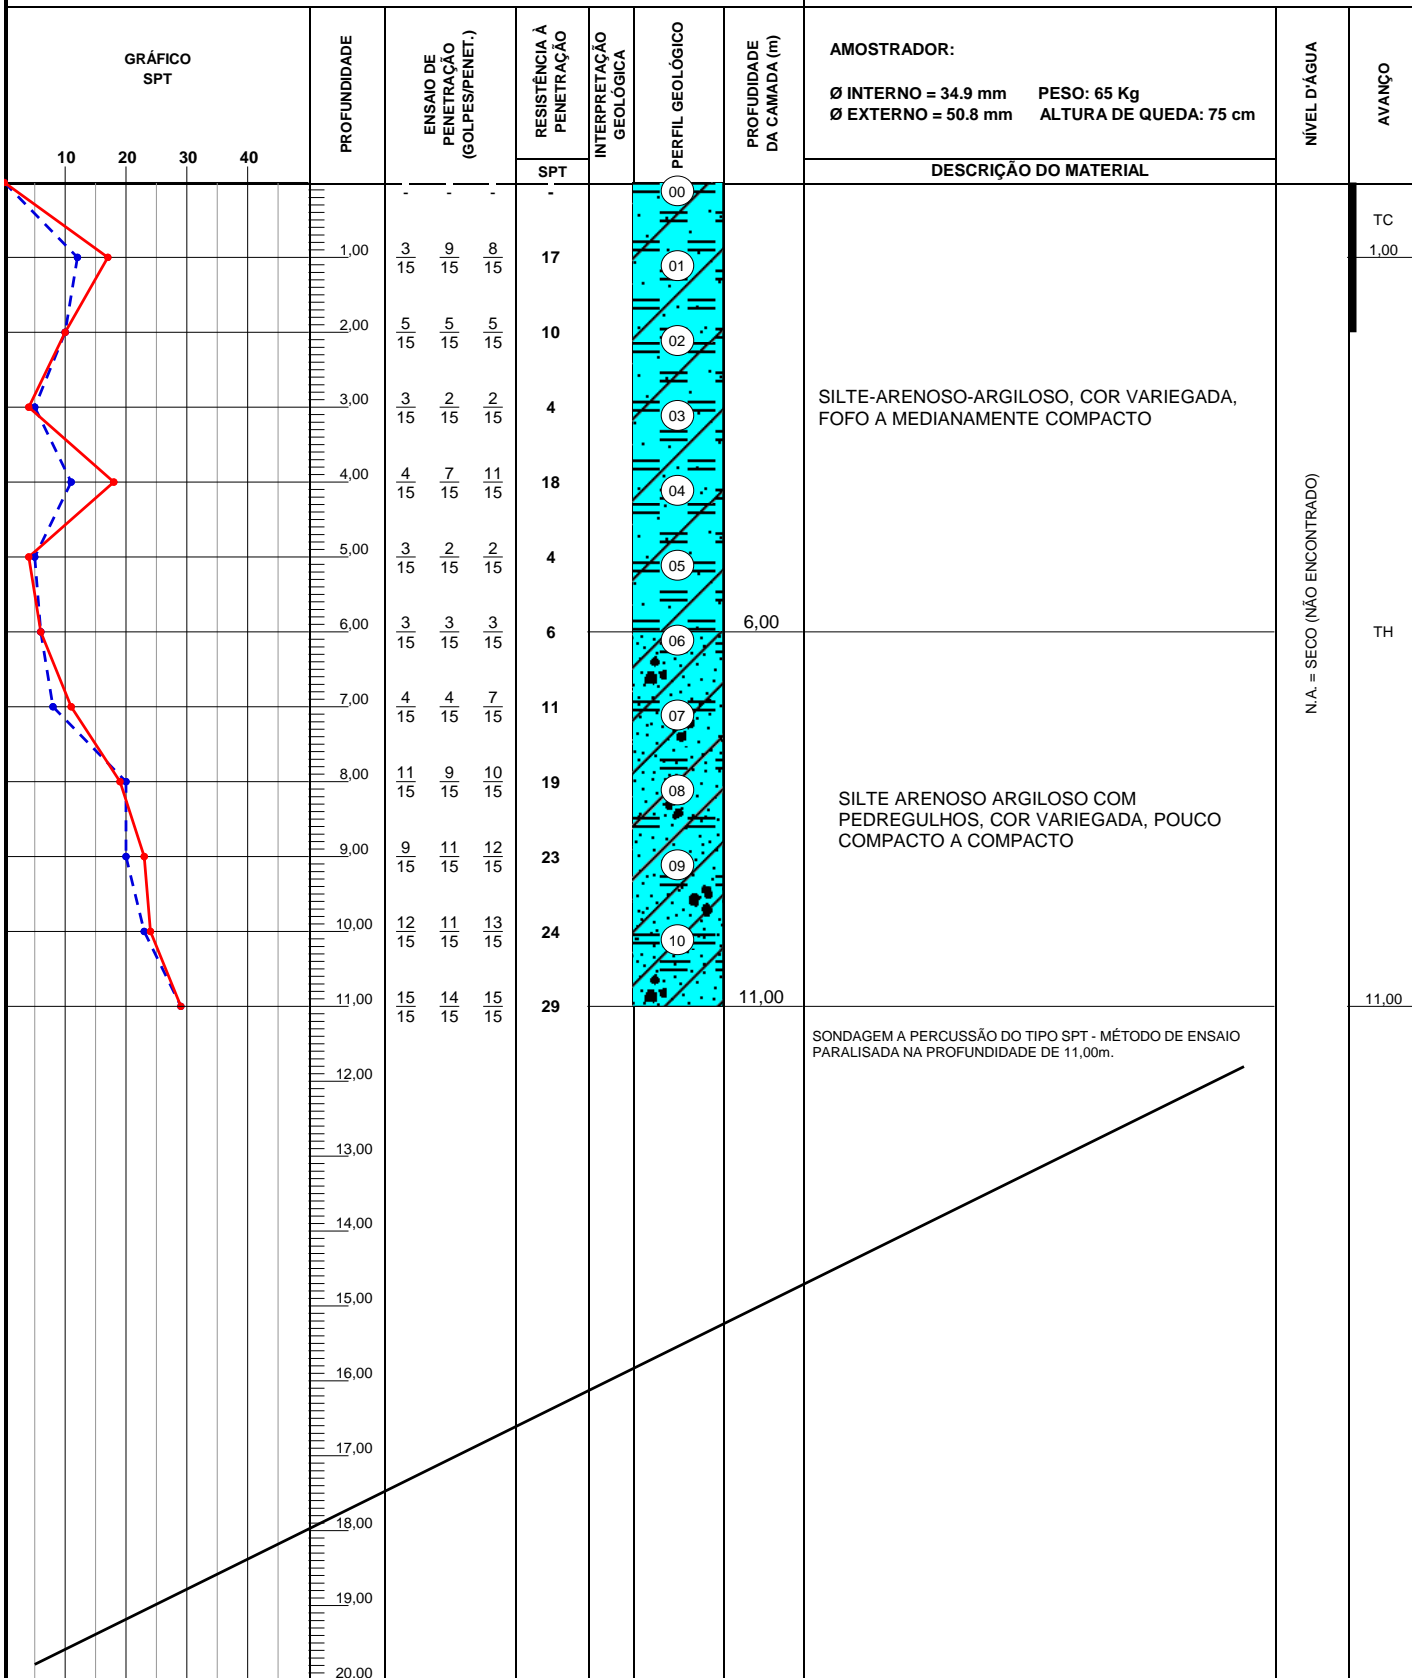 GRÁFICO
SPT
10 20 30 40
PROFUNDIDADE
ENSAIO DE
PENETRAÇÃO
(GOLPES/PENET.)
RESISTÊNCIA À
PENETRAÇÃO
SPT
INTERPRETAÇÃO
GEOLÓGICA
PERFIL GEOLÓGICO
PROFUDIDADE
DA CAMADA (m)
AMOSTRADOR:
Ø INTERNO = 34.9 mm PESO: 65 Kg
Ø EXTERNO = 50.8 mm ALTURA DE QUEDA: 75 cm
DESCRIÇÃO DO MATERIAL
NÍVEL D'ÁGUA
AVANÇO
- - - - 00
TC
1,00 3/15 9/15 8/15 17 01 1,00
2,00 5/15 5/15 5/15 10 02
3,00 3/15 2/15 2/15 4 03
SILTE-ARENOSO-ARGILOSO, COR VARIEGADA,
FOFO A MEDIANAMENTE COMPACTO
4,00 4/15 7/15 11/15 18 04
5,00 3/15 2/15 2/15 4 05
6,00 3/15 3/15 3/15 6 06 6,00
N.A. = SECO (NÃO ENCONTRADO)
TH
7,00 4/15 4/15 7/15 11 07
8,00 11/15 9/15 10/15 19 08
SILTE ARENOSO ARGILOSO COM
PEDREGULHOS, COR VARIEGADA, POUCO
COMPACTO A COMPACTO
9,00 9/15 11/15 12/15 23 09
10,00 12/15 11/15 13/15 24 10
11,00 15/15 14/15 15/15 29 11,00 11,00
SONDAGEM A PERCUSSÃO DO TIPO SPT - MÉTODO DE ENSAIO
PARALISADA NA PROFUNDIDADE DE 11,00m.
12,00
13,00
14,00
15,00
16,00
17,00
18,00
19,00
20,00